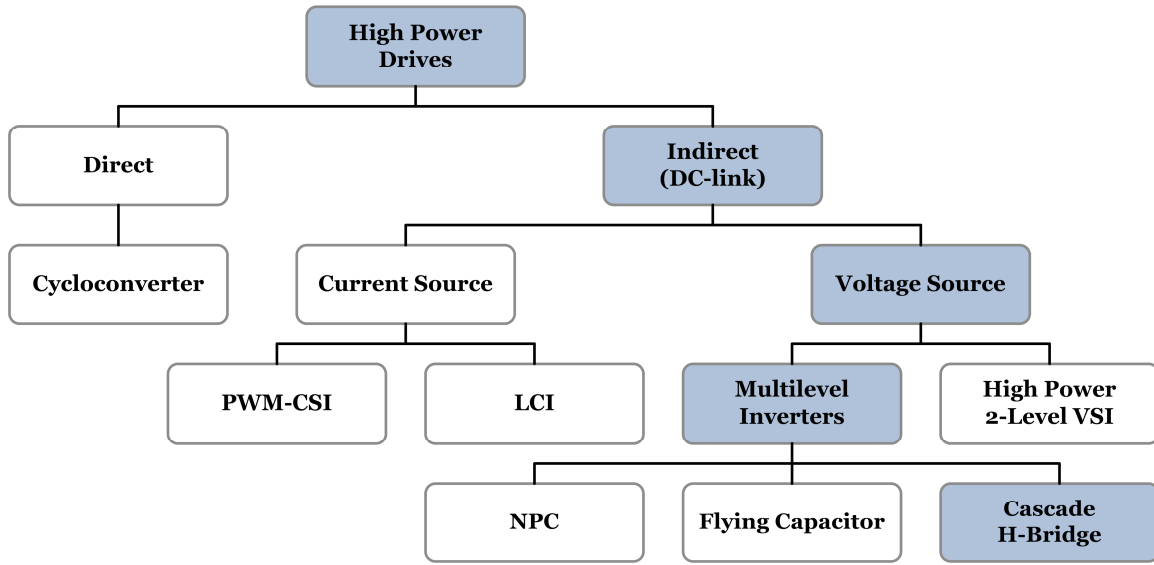 High Power
Drives
Direct
Indirect
(DC-link)
Cycloconverter
Current Source
Voltage Source
PWM-CSI
LCI
Multilevel
Inverters
High Power
2-Level VSI
NPC
Flying Capacitor
Cascade
H-Bridge